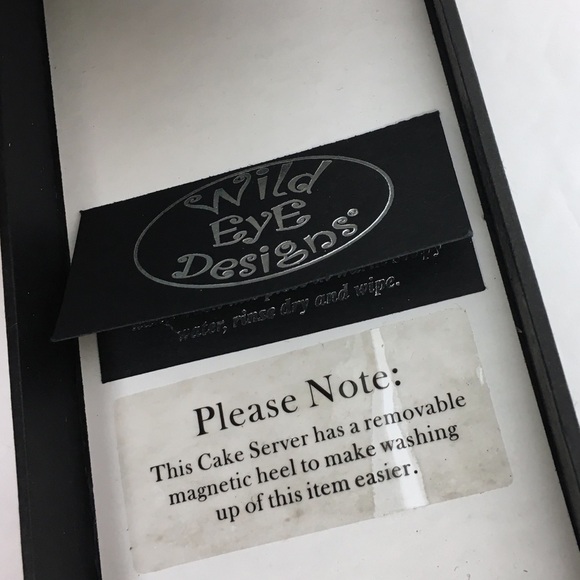 Wild
EyE
Designs®
water, rinse dry and wipe.
Please Note:
This Cake Server has a removable
magnetic heel to make washing
up of this item easier.